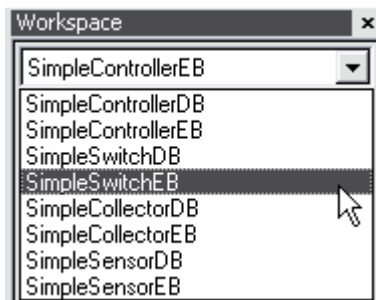 Workspace
SimpleControllerEB
SimpleControllerDB
SimpleControllerEB
SimpleSwitchDB
SimpleSwitchEB
SimpleCollectorDB
SimpleCollectorEB
SimpleSensorDB
SimpleSensorEB